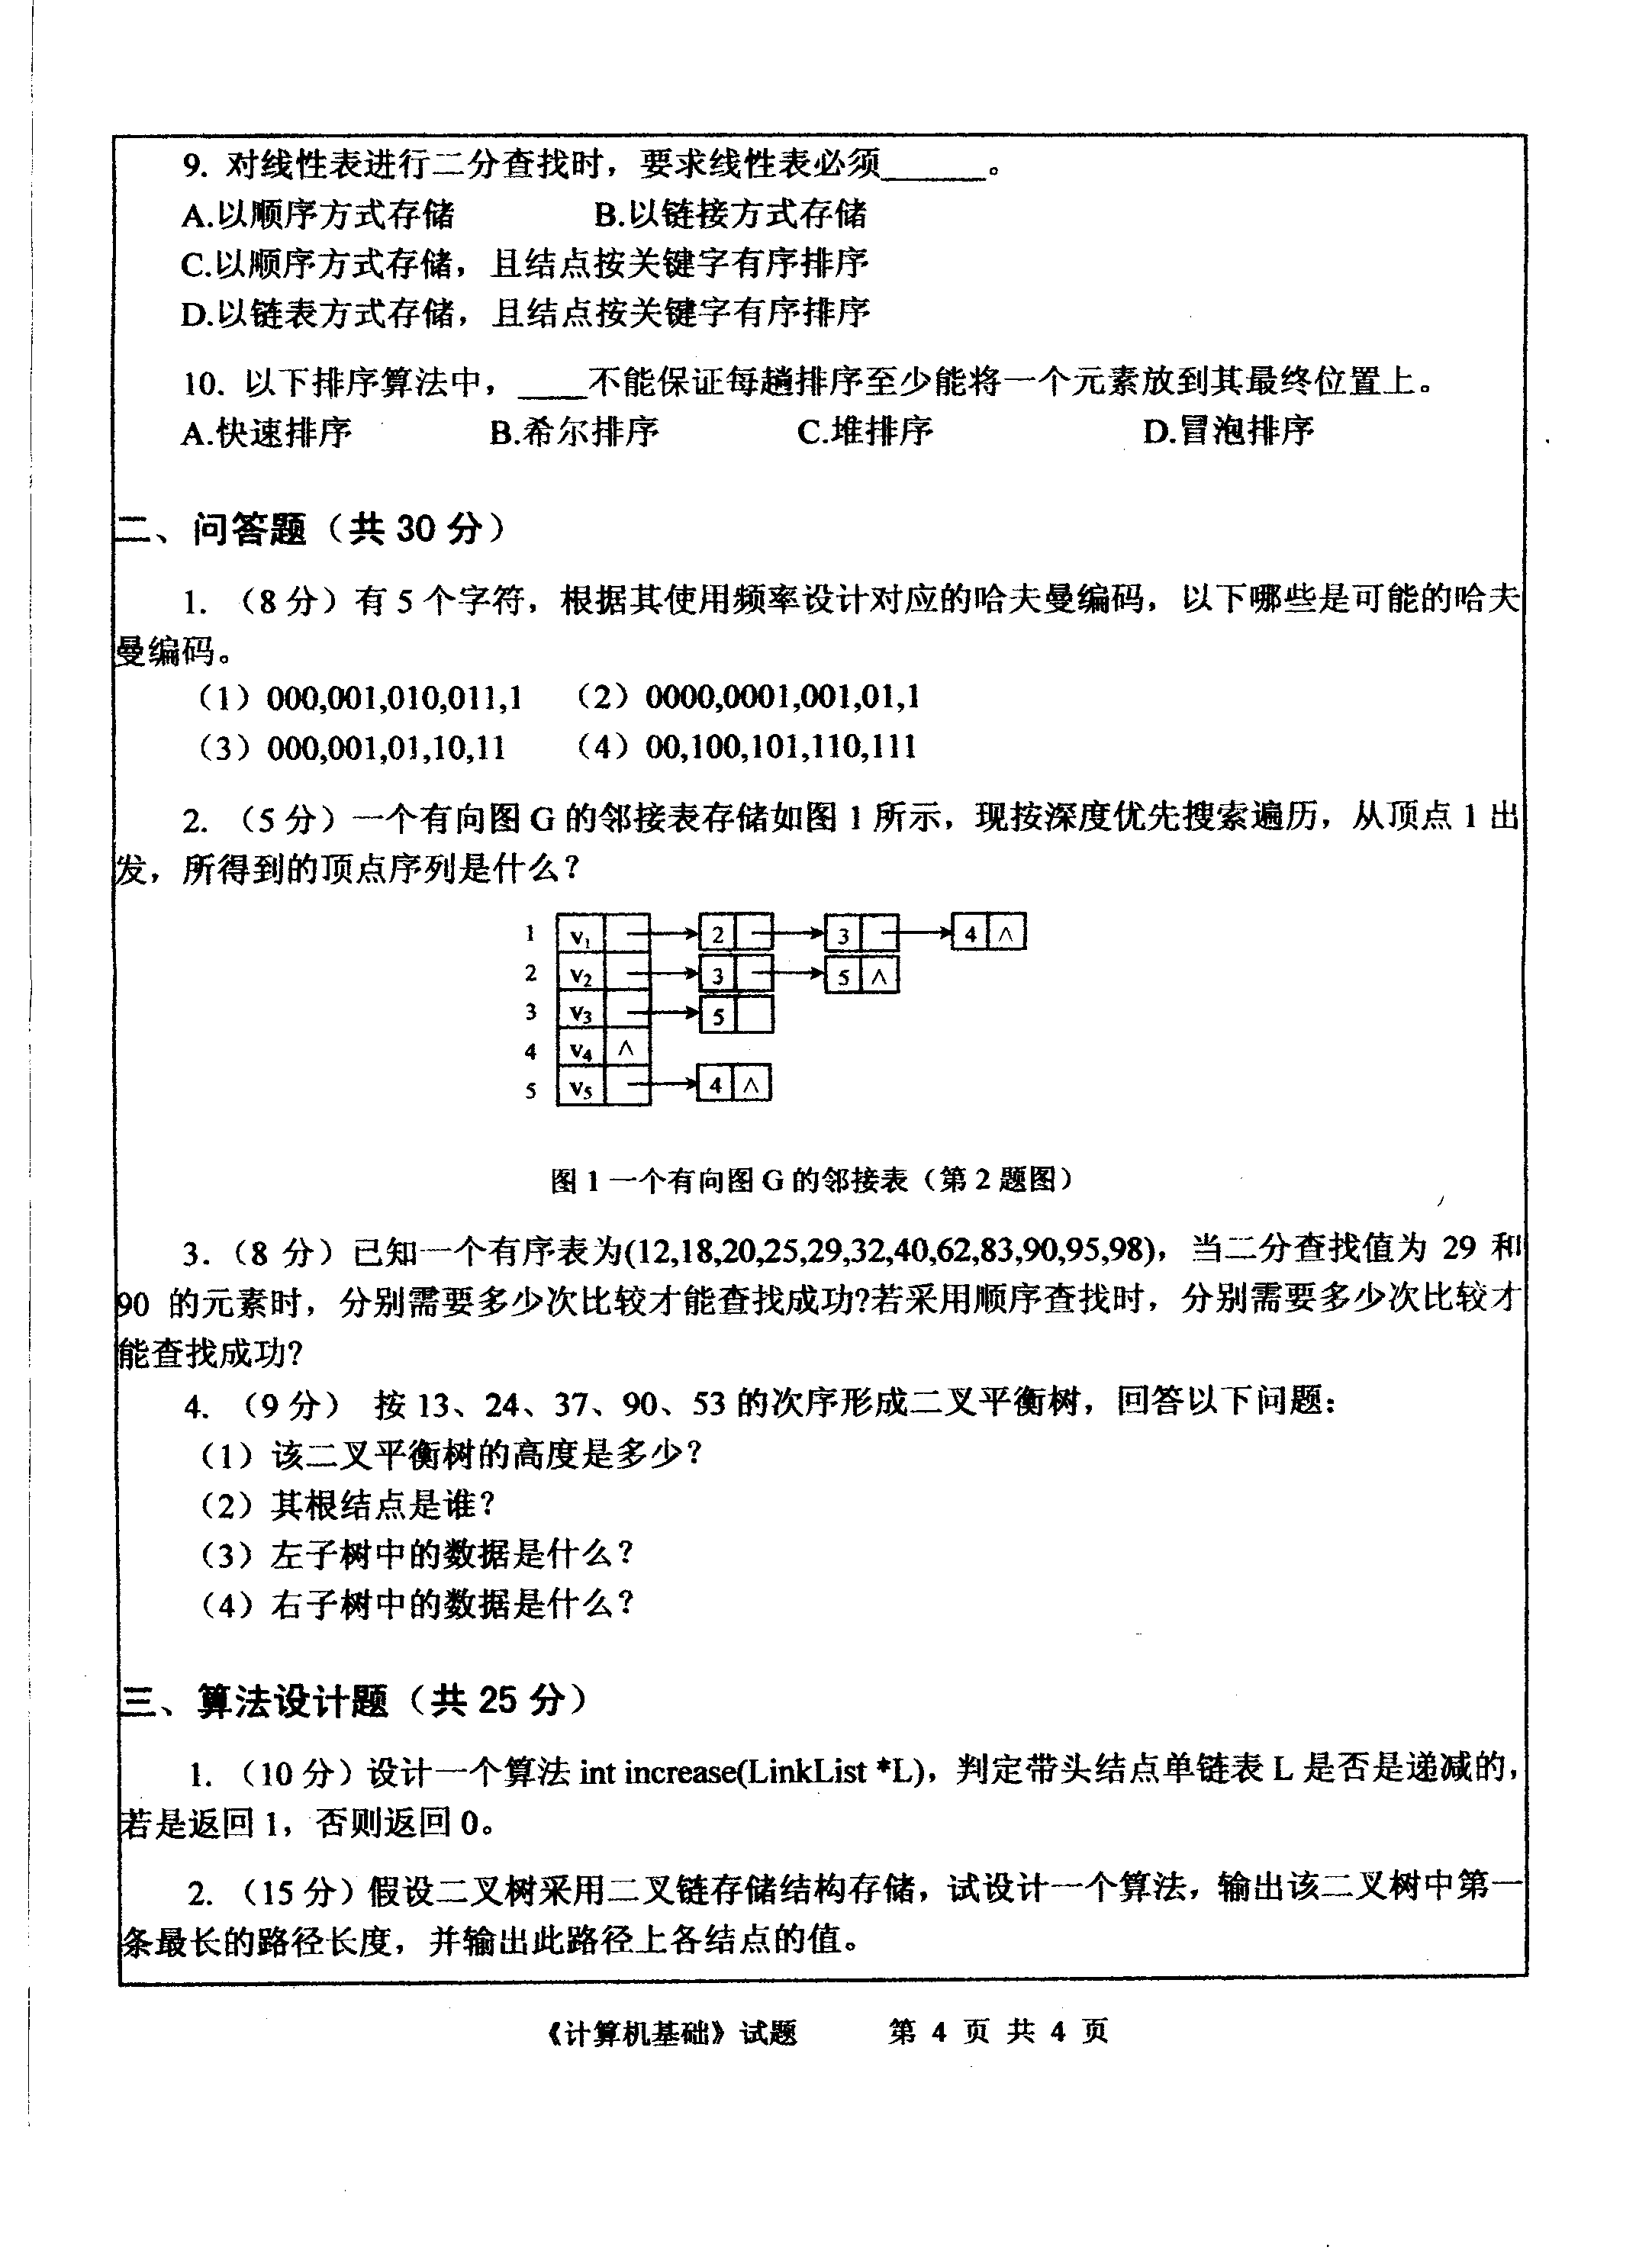 9. 对线性表进行二分查找时，要求线性表必须______。
A.以顺序方式存储 B.以链接方式存储
C.以顺序方式存储，且结点按关键字有序排序
D.以链表方式存储，且结点按关键字有序排序
10. 以下排序算法中，____不能保证每趟排序至少能将一个元素放到其最终位置上。
A.快速排序 B.希尔排序 C.堆排序 D.冒泡排序
二、问答题（共 30 分）
1. （8 分）有 5 个字符，根据其使用频率设计对应的哈夫曼编码，以下哪些是可能的哈夫
曼编码。
（1）000,001,010,011,1 （2）0000,0001,001,01,1
（3）000,001,01,10,11 （4）00,100,101,110,111
2. （5 分）一个有向图 G 的邻接表存储如图 1 所示，现按深度优先搜索遍历，从顶点 1 出
发，所得到的顶点序列是什么？
1 v1 2 3 4 ∧
2 v2 3 5 ∧
3 v3 5
4 v4 ∧
5 v5 4 ∧
图 1 一个有向图 G 的邻接表（第 2 题图）
3.（8 分）已知一个有序表为(12,18,20,25,29,32,40,62,83,90,95,98)，当二分查找值为 29 和
90 的元素时，分别需要多少次比较才能查找成功?若采用顺序查找时，分别需要多少次比较才
能查找成功?
4. （9 分） 按 13、24、37、90、53 的次序形成二叉平衡树，回答以下问题：
（1）该二叉平衡树的高度是多少？
（2）其根结点是谁？
（3）左子树中的数据是什么？
（4）右子树中的数据是什么？
三、算法设计题（共 25 分）
1. （10 分）设计一个算法 int increase(LinkList *L)，判定带头结点单链表 L 是否是递减的，
若是返回 1，否则返回 0。
2. （15 分）假设二叉树采用二叉链存储结构存储，试设计一个算法，输出该二叉树中第一
条最长的路径长度，并输出此路径上各结点的值。
《计算机基础》试题 第 4 页 共 4 页